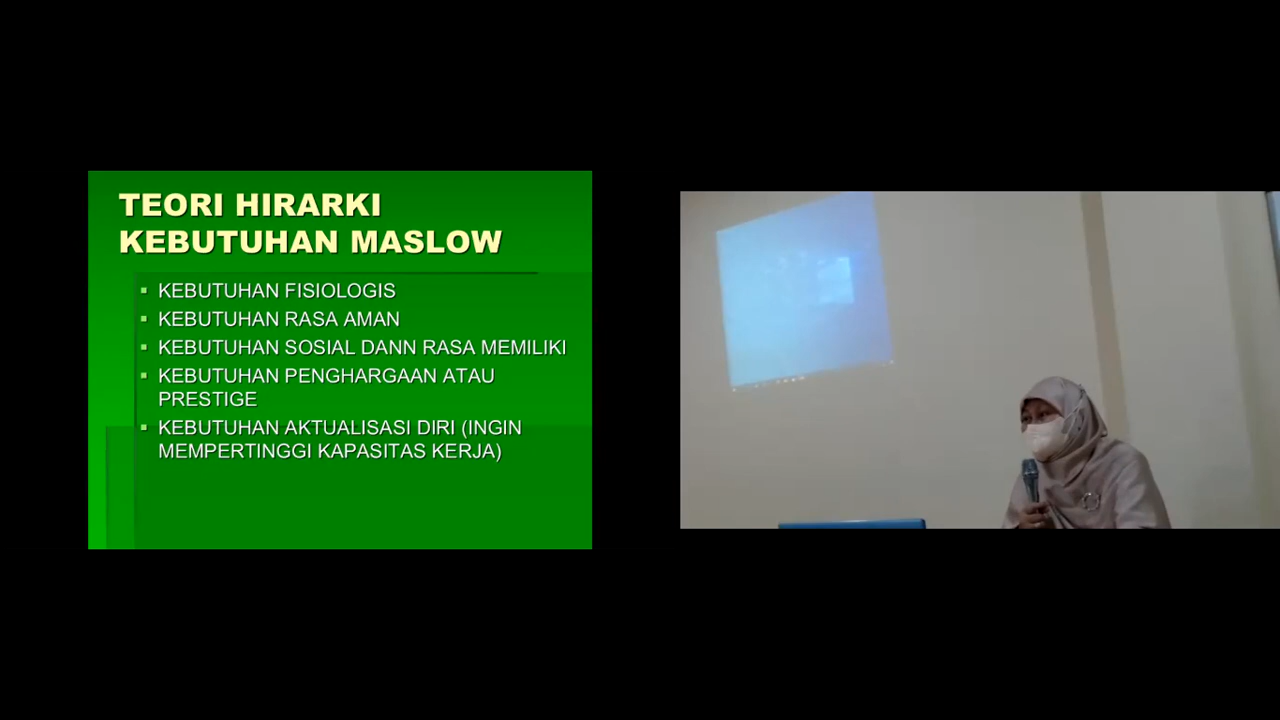 TEORI HIRARKI
KEBUTUHAN MASLOW
KEBUTUHAN FISIOLOGIS
KEBUTUHAN RASA AMAN
KEBUTUHAN SOSIAL DANN RASA MEMILIKI
KEBUTUHAN PENGHARGAAN ATAU
PRESTIGE
KEBUTUHAN AKTUALISASI DIRI (INGIN
MEMPERTINGGI KAPASITAS KERJA)